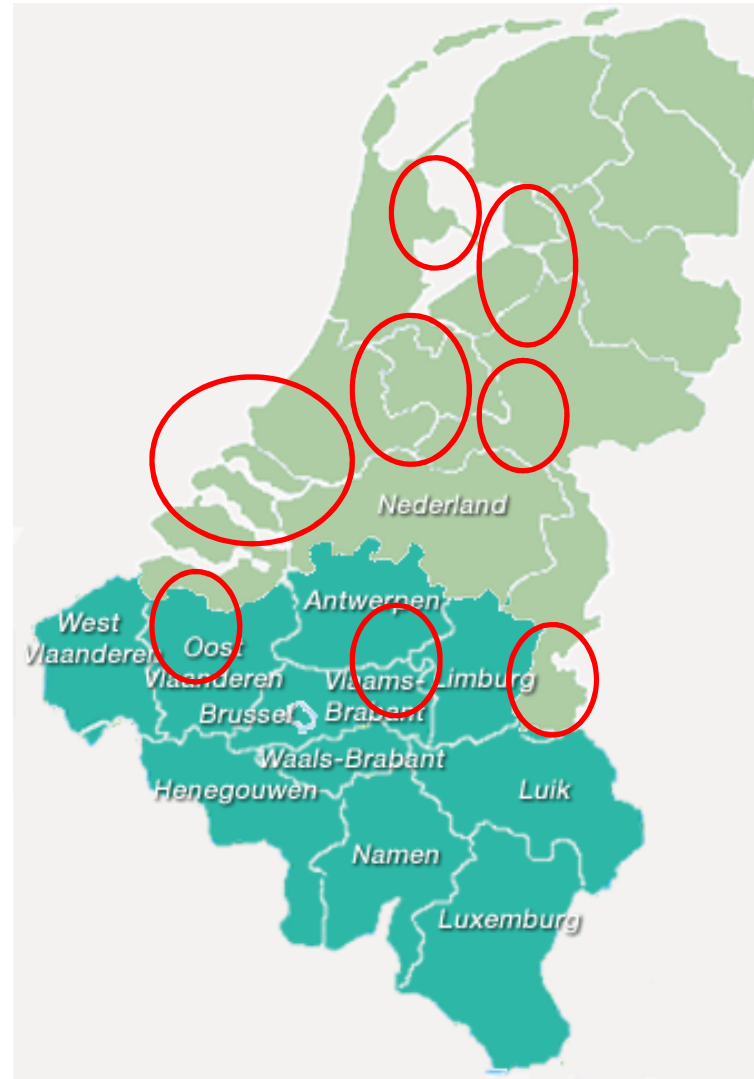 Nederland
Antwerpen
West
Vlaanderen
Oost
Vlaanderen
Vlaams-
Brabant
Limburg
Brussel
Waals-Brabant
Henegouwen
Luik
Namen
Luxemburg